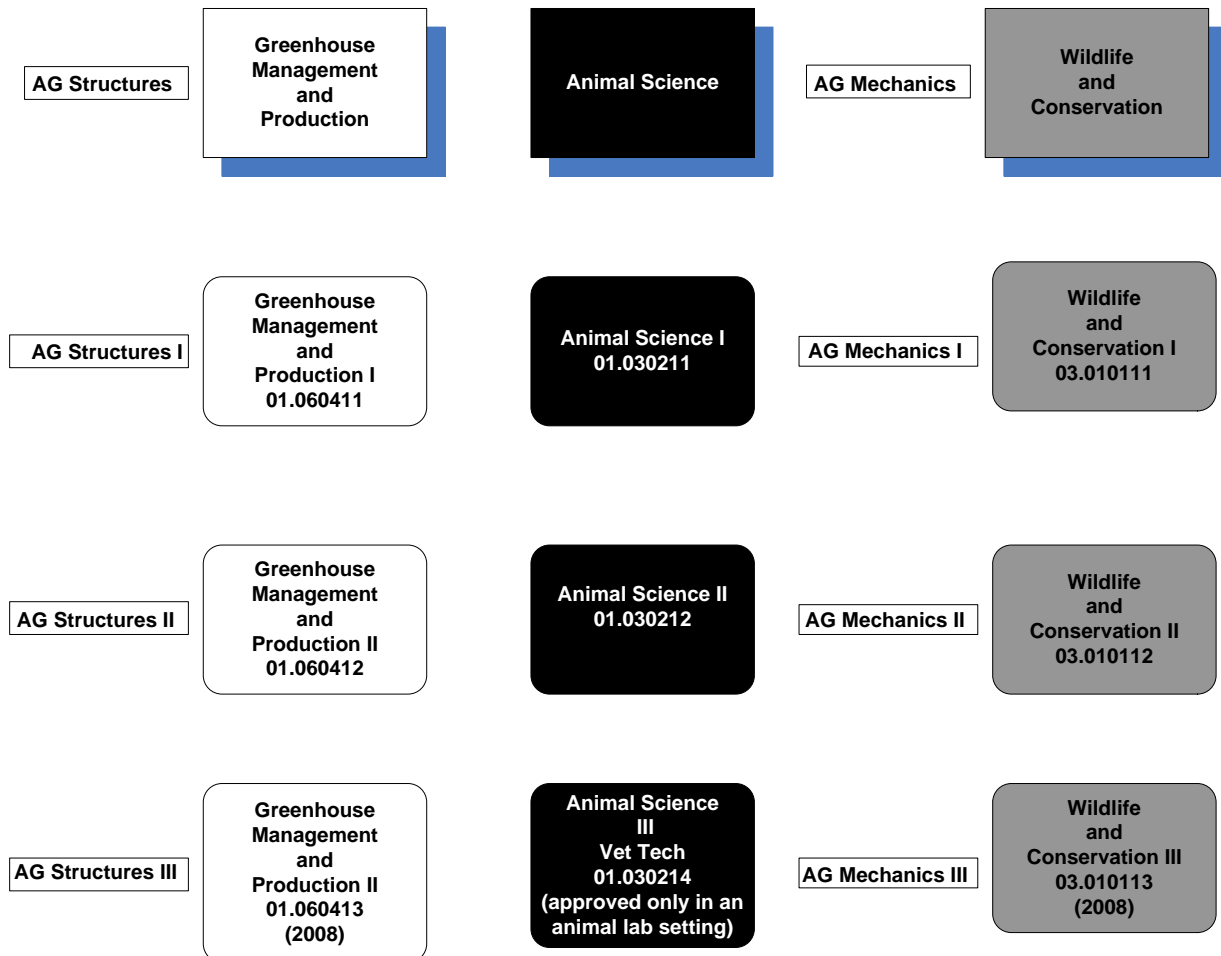 AG Structures
Greenhouse
Management
and
Production
Animal Science
AG Mechanics
Wildlife
and
Conservation
AG Structures I
Greenhouse
Management
and
Production I
01.060411
Animal Science I
01.030211
AG Mechanics I
Wildlife
and
Conservation I
03.010111
AG Structures II
Greenhouse
Management
and
Production II
01.060412
Animal Science II
01.030212
AG Mechanics II
Wildlife
and
Conservation II
03.010112
AG Structures III
Greenhouse
Management
and
Production II
01.060413
(2008)
Animal Science
III
Vet Tech
01.030214
(approved only in an
animal lab setting)
AG Mechanics III
Wildlife
and
Conservation III
03.010113
(2008)